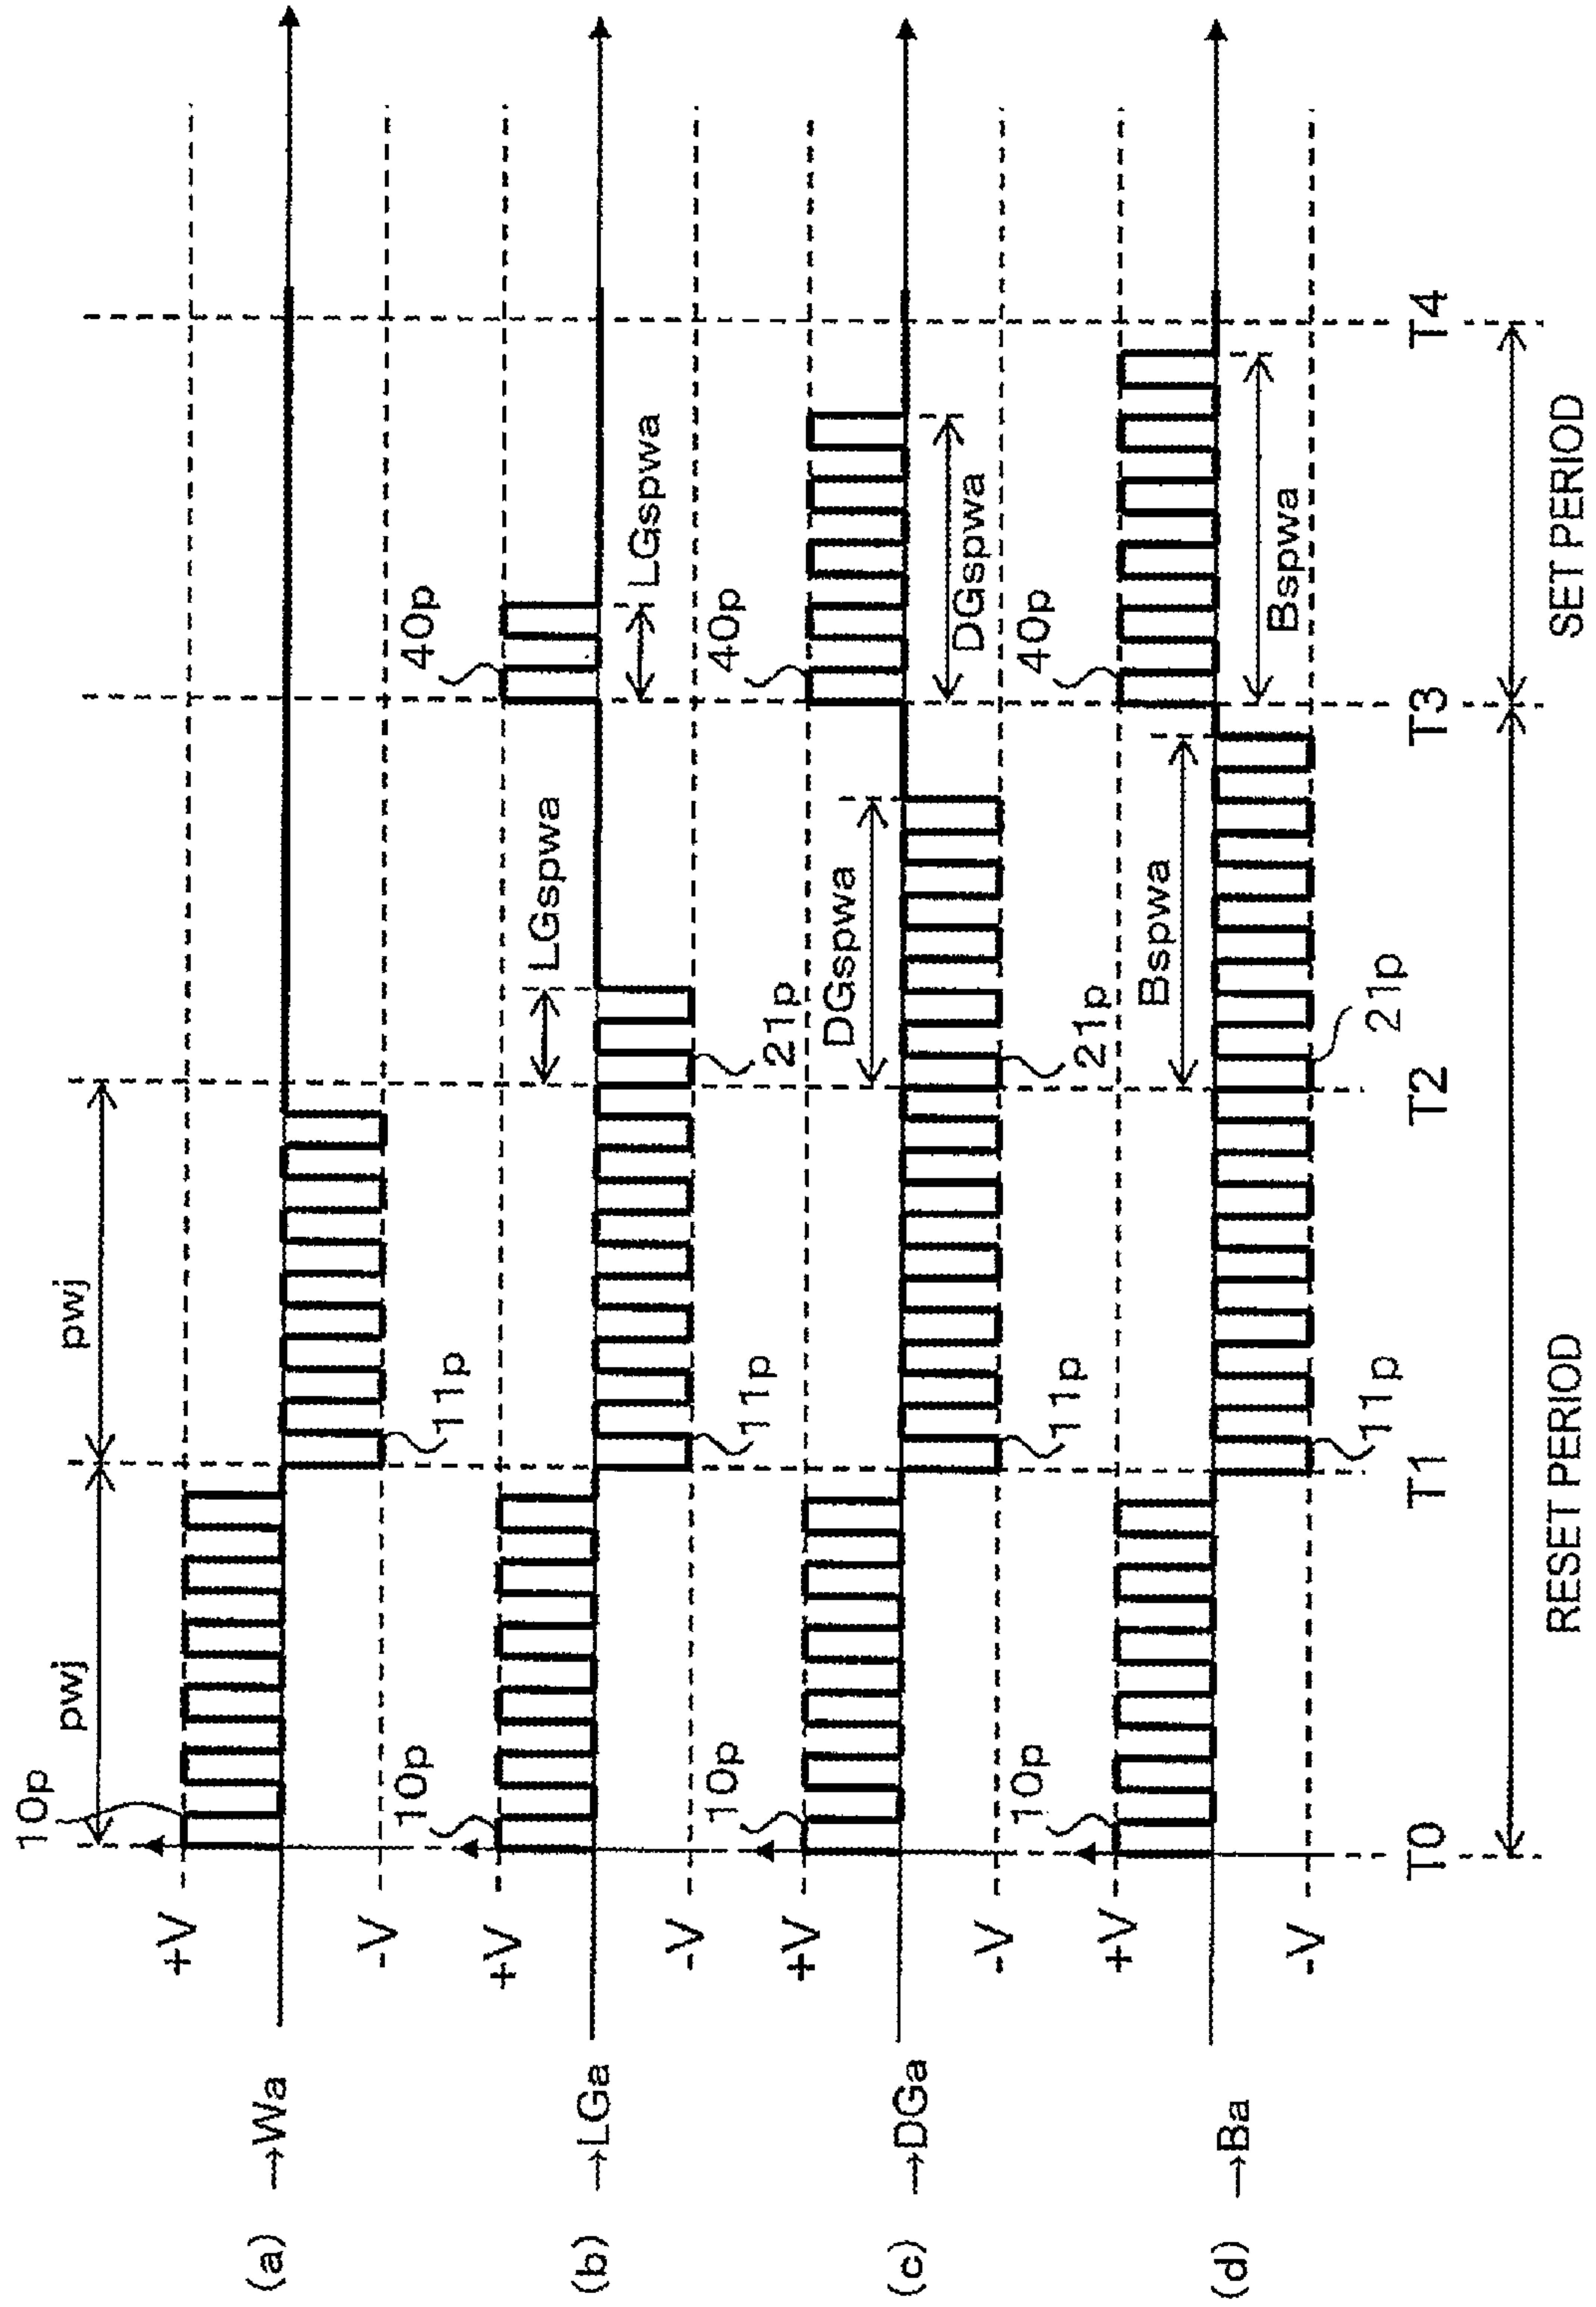 pwj
pwj
10p
+V
11p
-V
(a) →Wa
LGspwa
40p
10p
+V
LGspwa
11p
21p
-V
(b) →LGa
DGspwa
40p
10p
+V
DGspwa
11p
21p
-V
(c) →DGa
Bspwa
40p
10p
+V
Bspwa
11p
21p
-V
(d) →Ba
T0
T1
T2
T3
T4
RESET PERIOD
SET PERIOD